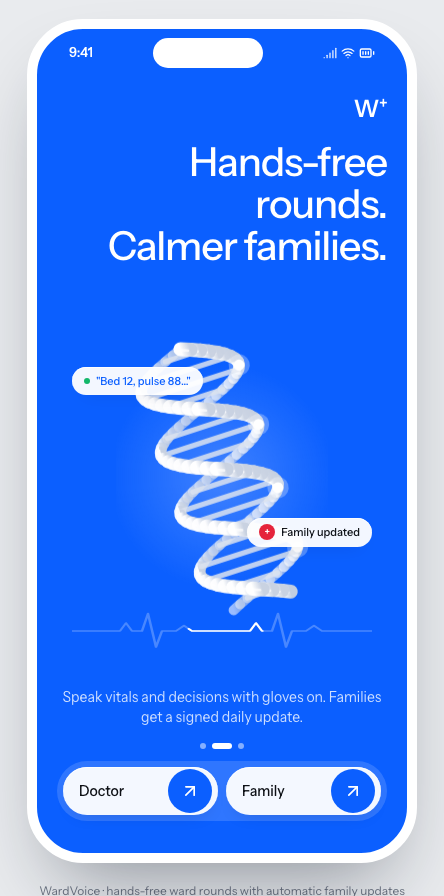 9:41
W+
Hands-free
rounds.
Calmer families.
"Bed 12, pulse 88..."
+ Family updated
Speak vitals and decisions with gloves on. Families
get a signed daily update.
Doctor
Family
WardVoice · hands-free ward rounds with automatic family updates